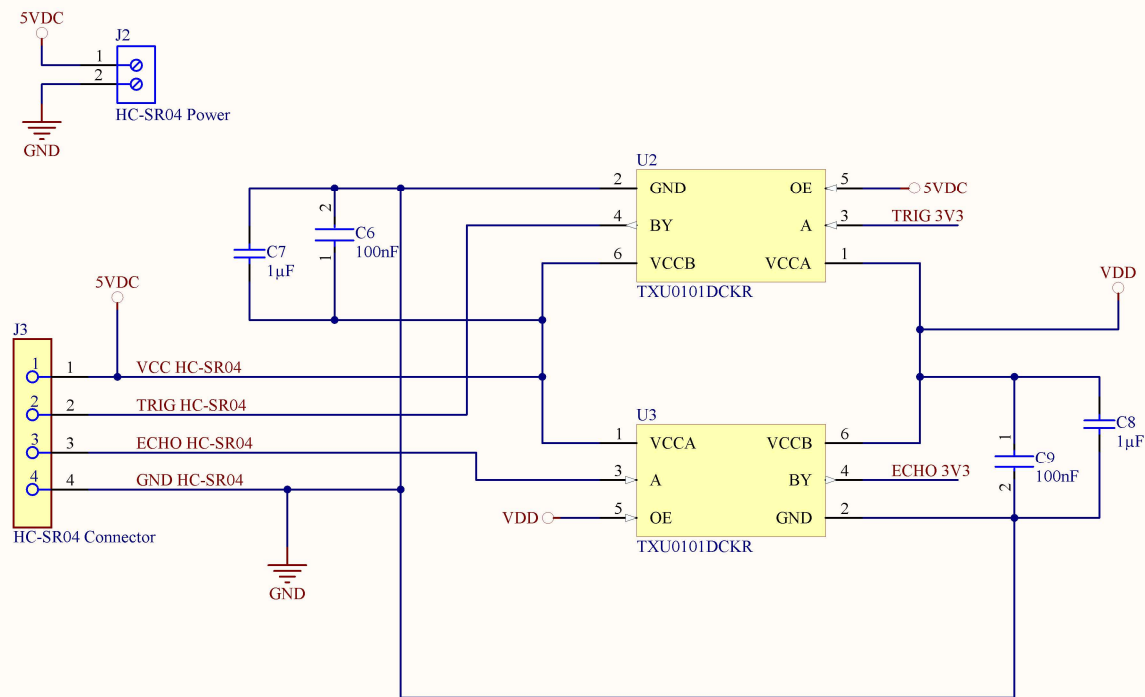 5VDC
J2
1
2
HC-SR04 Power
GND
U2
2 GND OE 5 5VDC
4 BY A 3 TRIG 3V3
6 VCCB VCCA 1
TXU0101DCKR
2
C6
100nF
1
C7
1µF
VDD
5VDC
J3
1 1 VCC HC-SR04
2 2 TRIG HC-SR04
3 3 ECHO HC-SR04
4 4 GND HC-SR04
HC-SR04 Connector
GND
U3
1 VCCA VCCB 6
3 A BY 4 ECHO 3V3
VDD 5 OE GND 2
TXU0101DCKR
1
C9
100nF
2
C8
1µF